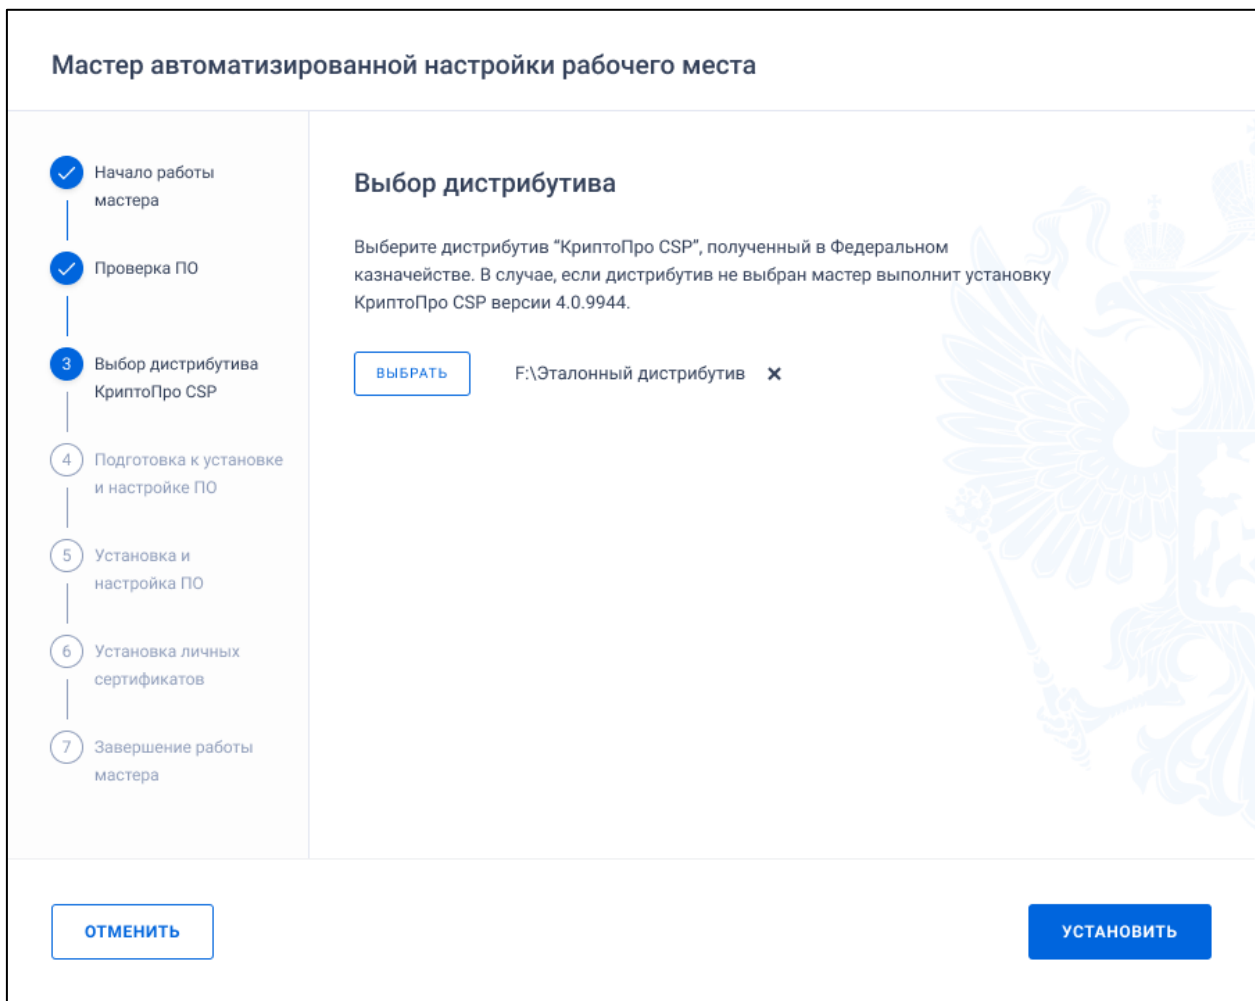 Мастер автоматизированной настройки рабочего места
Начало работы
мастера
Проверка ПО
3
Выбор дистрибутива
КриптоПро CSP
4
Подготовка к установке
и настройке ПО
5
Установка и
настройка ПО
6
Установка личных
сертификатов
7
Завершение работы
мастера
Выбор дистрибутива
Выберите дистрибутив “КриптоПро CSP”, полученный в Федеральном
казначействе. В случае, если дистрибутив не выбран мастер выполнит установку
КриптоПро CSP версии 4.0.9944.
ВЫБРАТЬ
F:\Эталонный дистрибутив
ОТМЕНИТЬ
УСТАНОВИТЬ